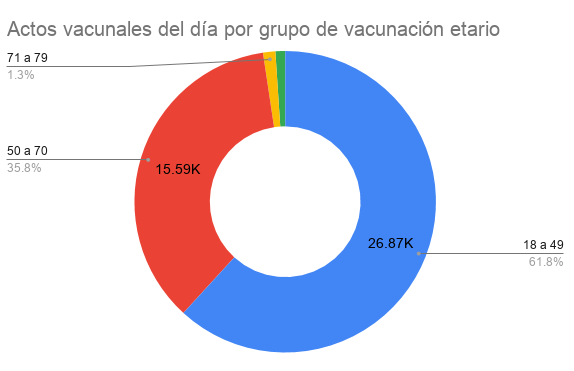 Actos vacunales del día por grupo de vacunación etario
71 a 79
1.3%
50 a 70
35.8%
15.59K
26.87K
18 a 49
61.8%